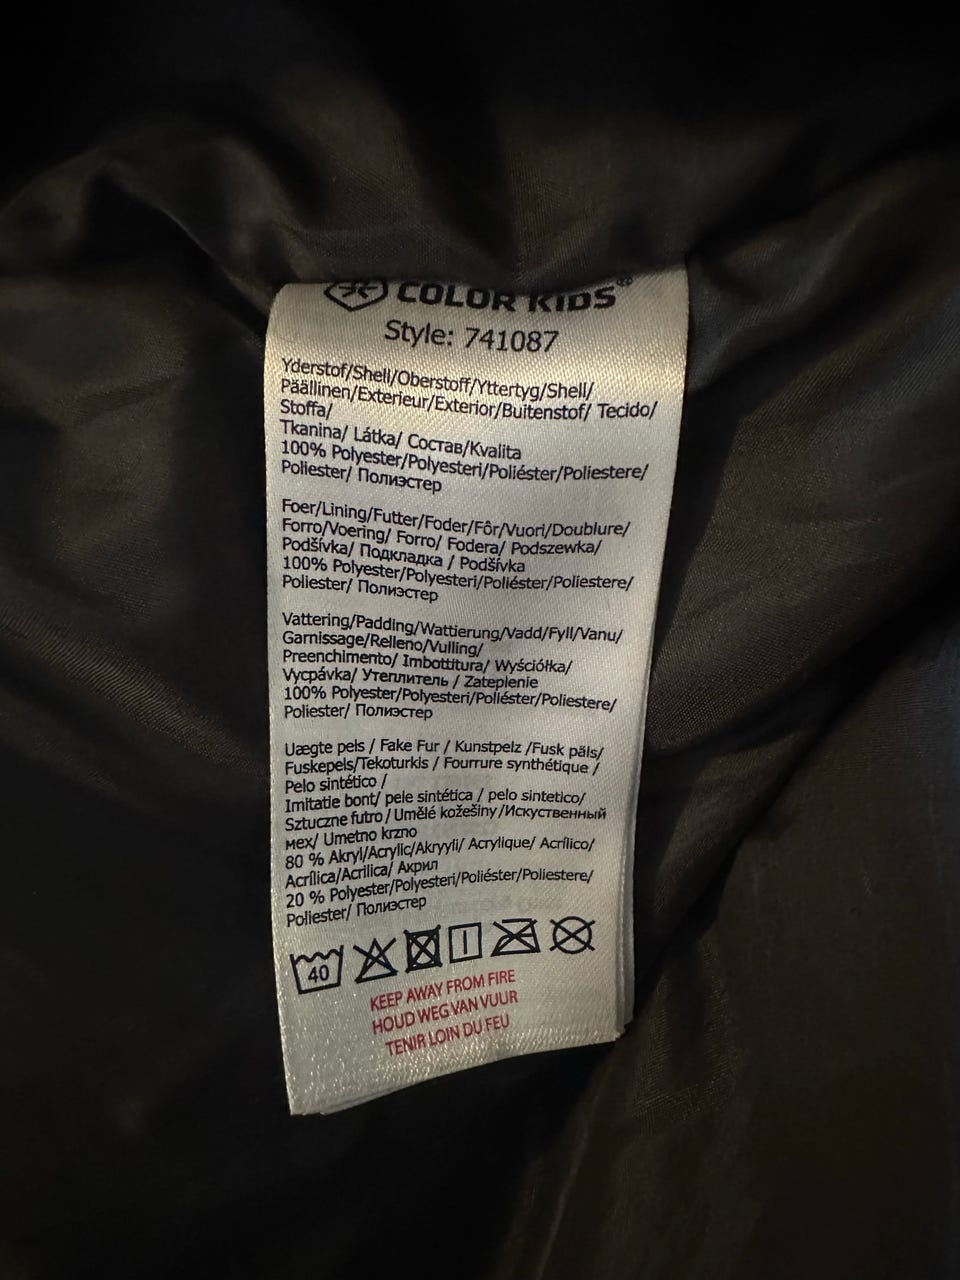 COLOR KIDS®
Style: 741087
Yderstof/Shell/Oberstoff/Yttertyg/Shell/
Päällinen/Exterieur/Exterior/Buitenstof/ Tecido/
Stoffa/
Tkanina/ Látka/ Состав/Kvalita
100% Polyester/Polyesteri/Poliéster/Poliestere/
Poliester/ Полиэстер
Foer/Lining/Futter/Foder/Fôr/Vuori/Doublure/
Forro/Voering/ Forro/ Fodera/ Podszewka/
Podšívka/ Подкладка / Podšívka
100% Polyester/Polyesteri/Poliéster/Poliestere/
Poliester/ Полиэстер
Vattering/Padding/Wattierung/Vadd/Fyll/Vanu/
Garnissage/Relleno/Vulling/
Preenchimento/ Imbottitura/ Wyściółka/
Vycpávka/ Утеплитель / Zateplenie
100% Polyester/Polyesteri/Poliéster/Poliestere/
Poliester/ Полиэстер
Uægte pels / Fake Fur / Kunstpelz /Fusk päls/
Fuskepels/Tekoturkis / Fourrure synthétique /
Pelo sintético /
Imitatie bont/ pele sintética / pelo sintetico/
Sztuczne futro / Umělé kožešiny /Искуственный
мех/ Umetno krzno
80 % Akryl/Acrylic/Akryyli/ Acrylique/ Acrílico/
Acrílica/Acrilica/ Акрил
20 % Polyester/Polyesteri/Poliéster/Poliestere/
Poliester/ Полиэстер
40
KEEP AWAY FROM FIRE
HOUD WEG VAN VUUR
TENIR LOIN DU FEU